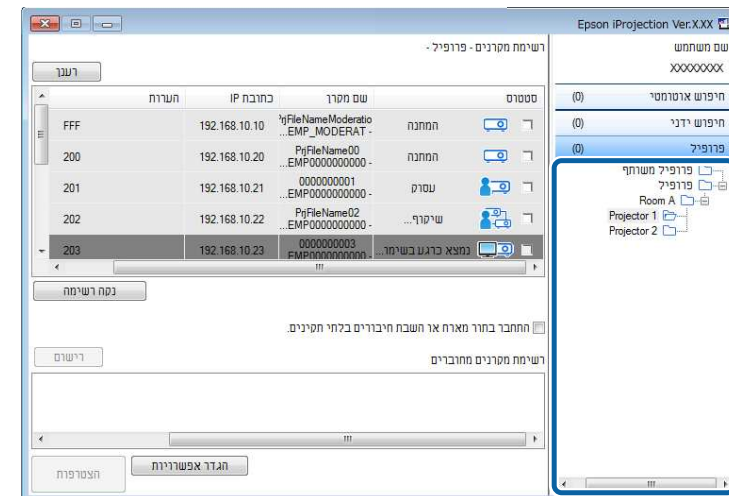 Epson iProjection Ver.X.XX
שם משתמש
XXXXXXXX
חיפוש אוטומטי (0)
חיפוש ידני (0)
פרופיל (0)
פרופיל משותף
פרופיל
Room A
Projector 1
Projector 2
רשימת מקרנים - פרופיל -
רענן
סטטוס שם מקרן כתובת IP הערות
המתנה PrjFileNameModeratio
EMP_MODERAT -... 192.168.10.10 FFF
המתנה PrjFileName00
EMP0000000000 -... 192.168.10.20 200
עסוק 0000000001
EMP0000000000 -... 192.168.10.21 201
שיקוף... PrjFileName02
EMP0000000000 -... 192.168.10.22 202
נמצא כרגע בשימו... 0000000003
EMP0000000000 -... 192.168.10.23 203
נקה רשימה
התחבר בתור מארח או השבת חיבורים בלתי תקינים.
רשימת מקרנים מחוברים
רישום
הגדר אפשרויות
הצטרפות